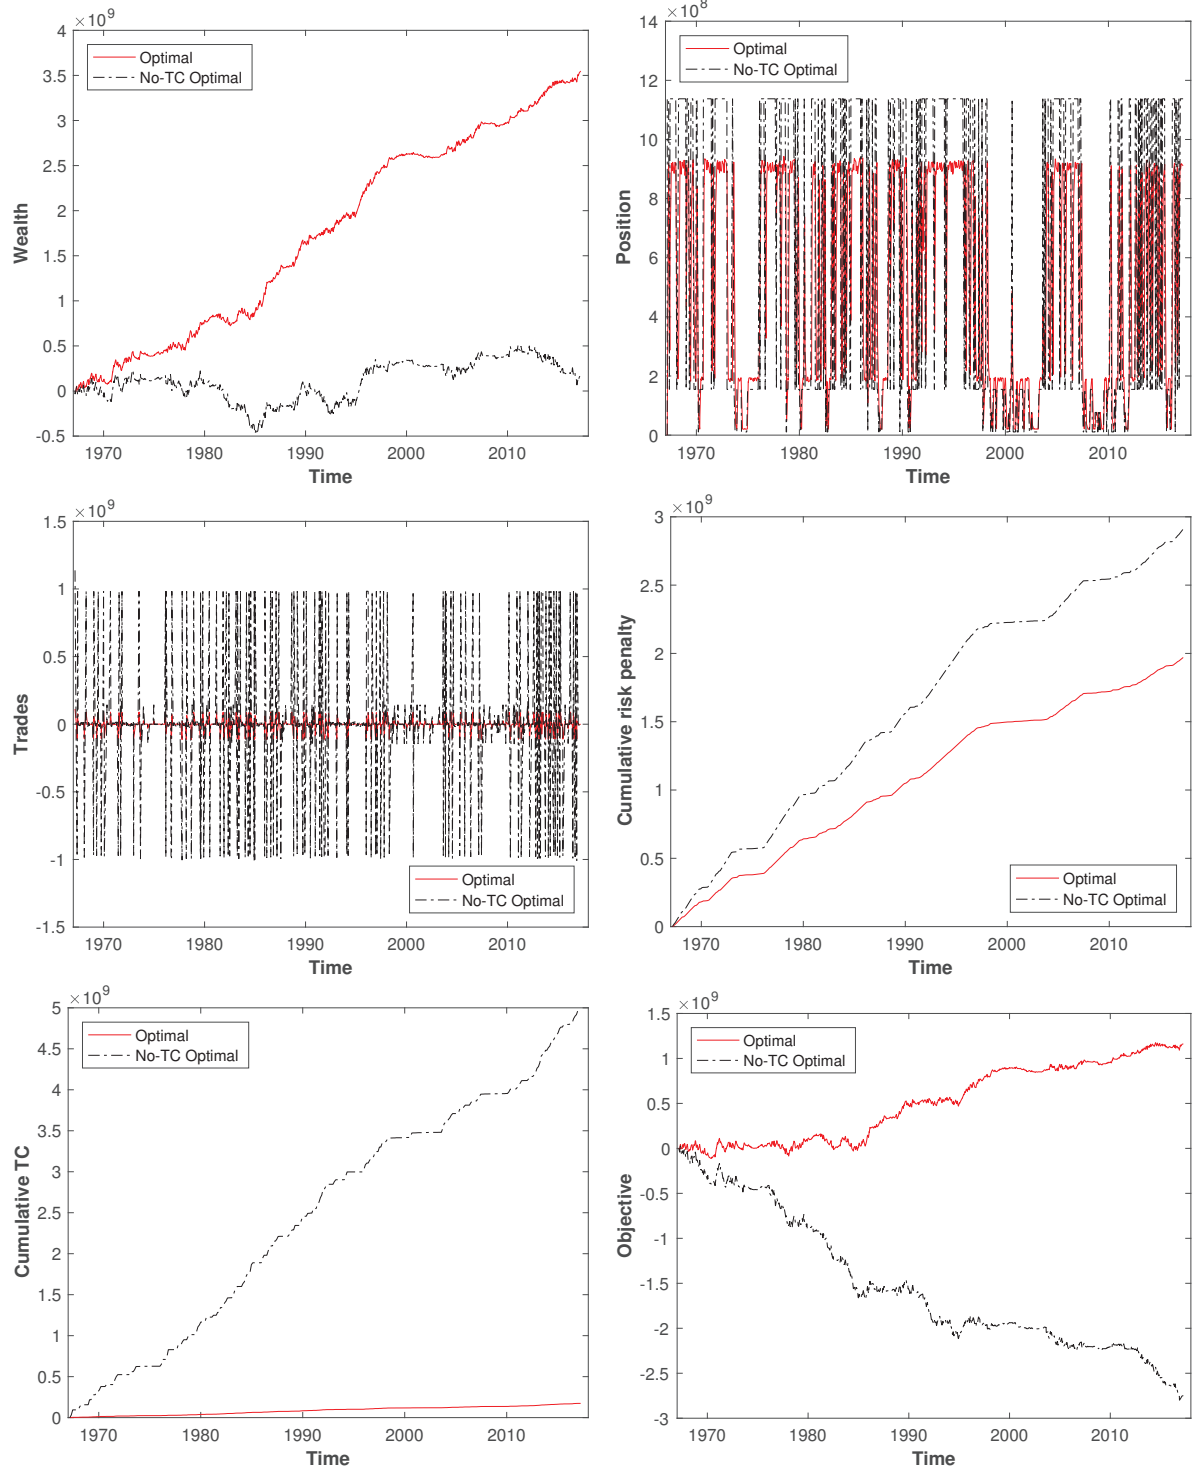 ×10^9
4
3.5
3
2.5
2
1.5
1
0.5
0
-0.5
Wealth
Optimal
No-TC Optimal
1970 1980 1990 2000 2010
Time
×10^8
14
12
10
8
6
4
2
0
Position
Optimal
No-TC Optimal
1970 1980 1990 2000 2010
Time
×10^9
1.5
1
0.5
0
-0.5
-1
-1.5
Trades
Optimal
No-TC Optimal
1970 1980 1990 2000 2010
Time
×10^9
3
2.5
2
1.5
1
0.5
0
Cumulative risk penalty
Optimal
No-TC Optimal
1970 1980 1990 2000 2010
Time
×10^9
5
4.5
4
3.5
3
2.5
2
1.5
1
0.5
0
Cumulative TC
Optimal
No-TC Optimal
1970 1980 1990 2000 2010
Time
×10^9
1.5
1
0.5
0
-0.5
-1
-1.5
-2
-2.5
-3
Objective
Optimal
No-TC Optimal
1970 1980 1990 2000 2010
Time